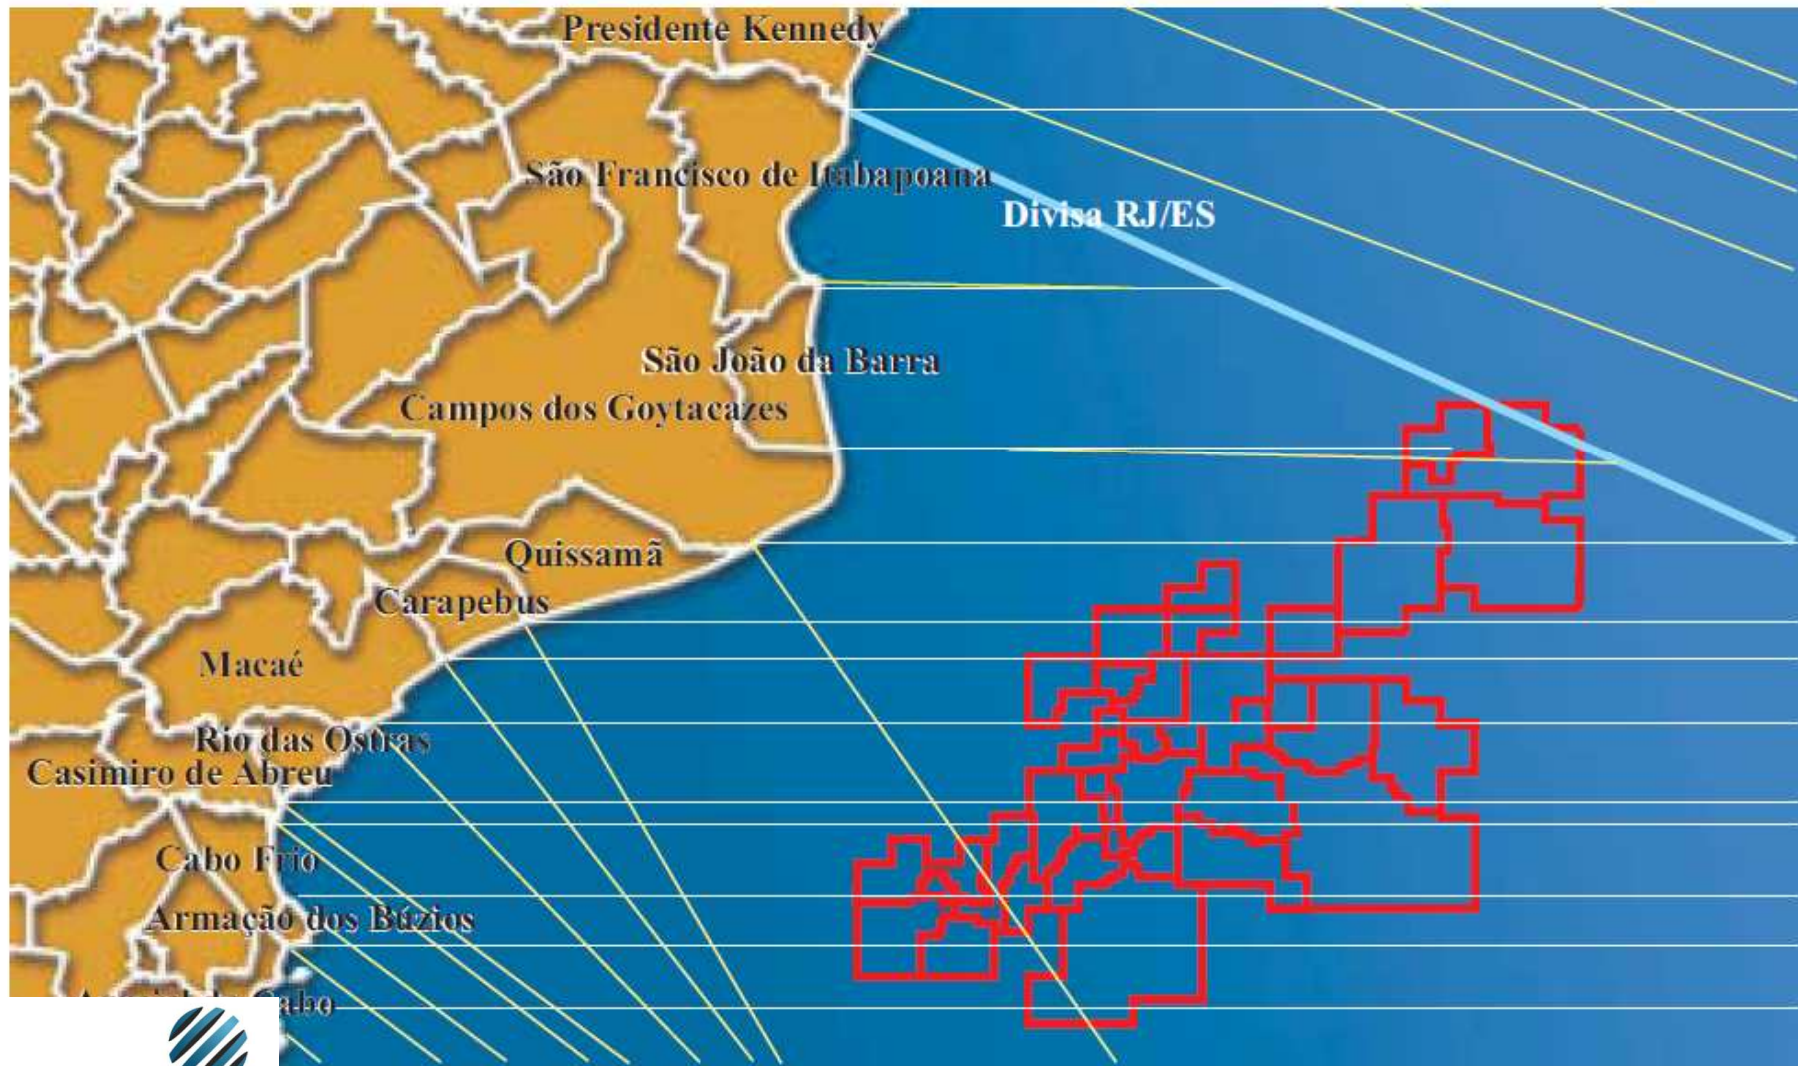 Presidente Kennedy
São Francisco de Itabapoana
Divisa RJ/ES
São João da Barra
Campos dos Goytacazes
Quissamã
Carapebus
Macaé
Rio das Ostras
Casimiro de Abreu
Cabo Frio
Armação dos Búzios
Cabo